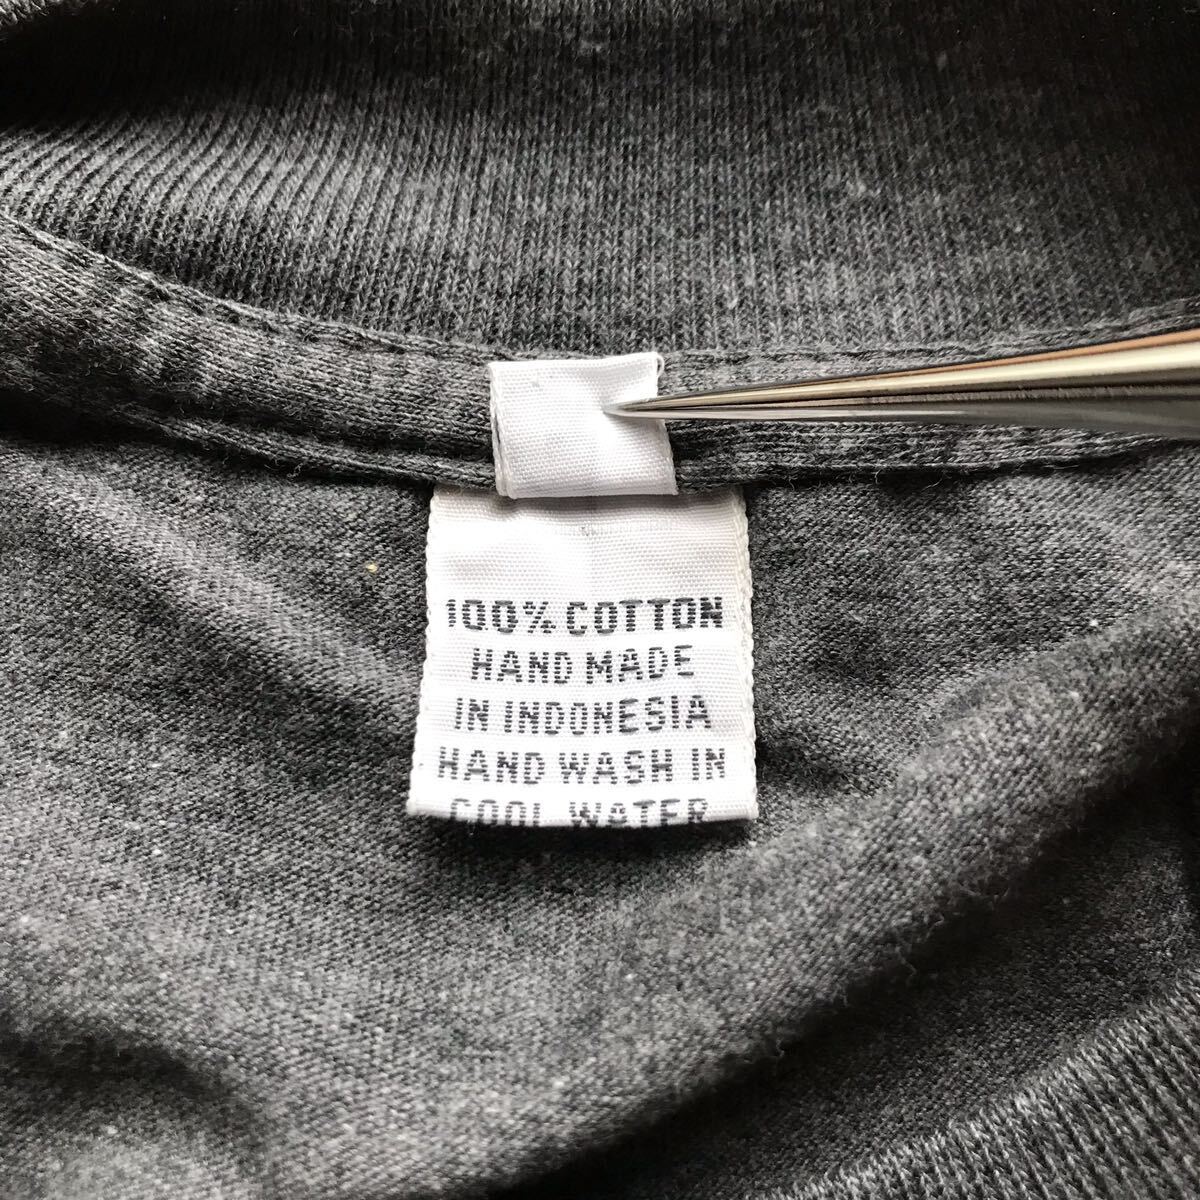 100% COTTON
HAND MADE
IN INDONESIA
HAND WASH IN
COOL WATER